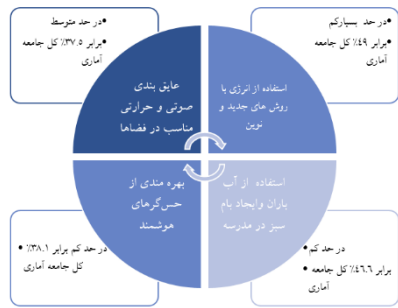 • در حد بسیارکم
• برابر ۴۹٪ کل جامعه
آماری
• در حد متوسط
• برابر ۳۷.۵٪ کل جامعه
آماری
استفاده از انرژی با
روش های جدید و
نوین
عایق بندی
صوتی و حرارتی
مناسب در فضاها
استفاده از آب
باران وایجاد بام
سبز در مدرسه
بهره مندی از
حس‌گرهای
هوشمند
• در حد کم
• برابر ۴۶.۶٪ کل جامعه
آماری
• در حد کم برابر ۳۸.۱٪
کل جامعه آماری